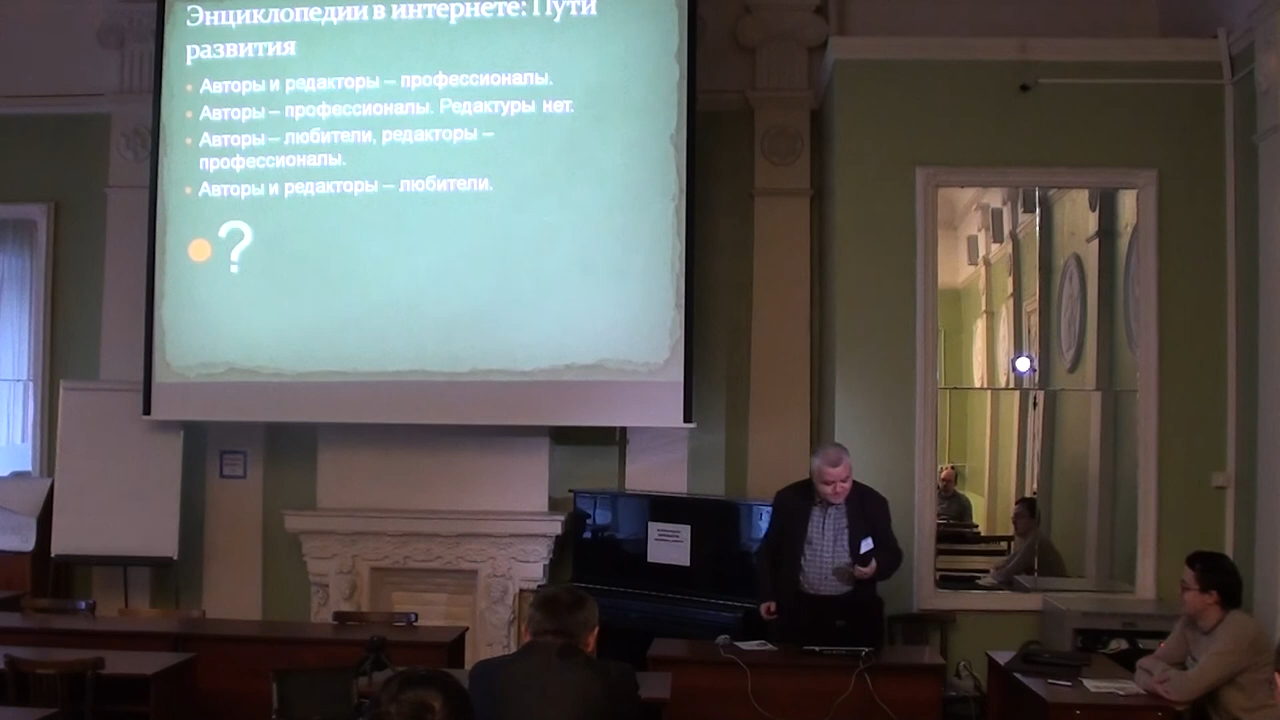 Энциклопедии в интернете: Пути
развития
Авторы и редакторы – профессионалы.
Авторы – профессионалы. Редактуры нет.
Авторы – любители, редакторы –
профессионалы.
Авторы и редакторы – любители.
?